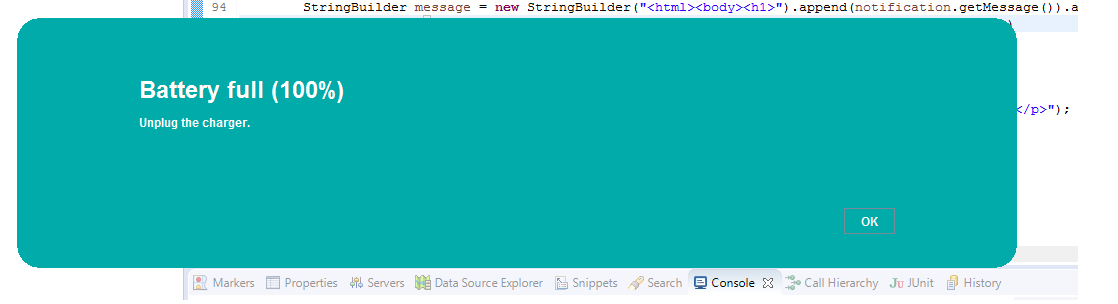 94 StringBuilder message = new StringBuilder("<html><body><h1>").append(notification.getMessage()).a
Battery full (100%)
</p>");
Unplug the charger.
OK
Markers Properties Servers Data Source Explorer Snippets Search Console Call Hierarchy JUnit History